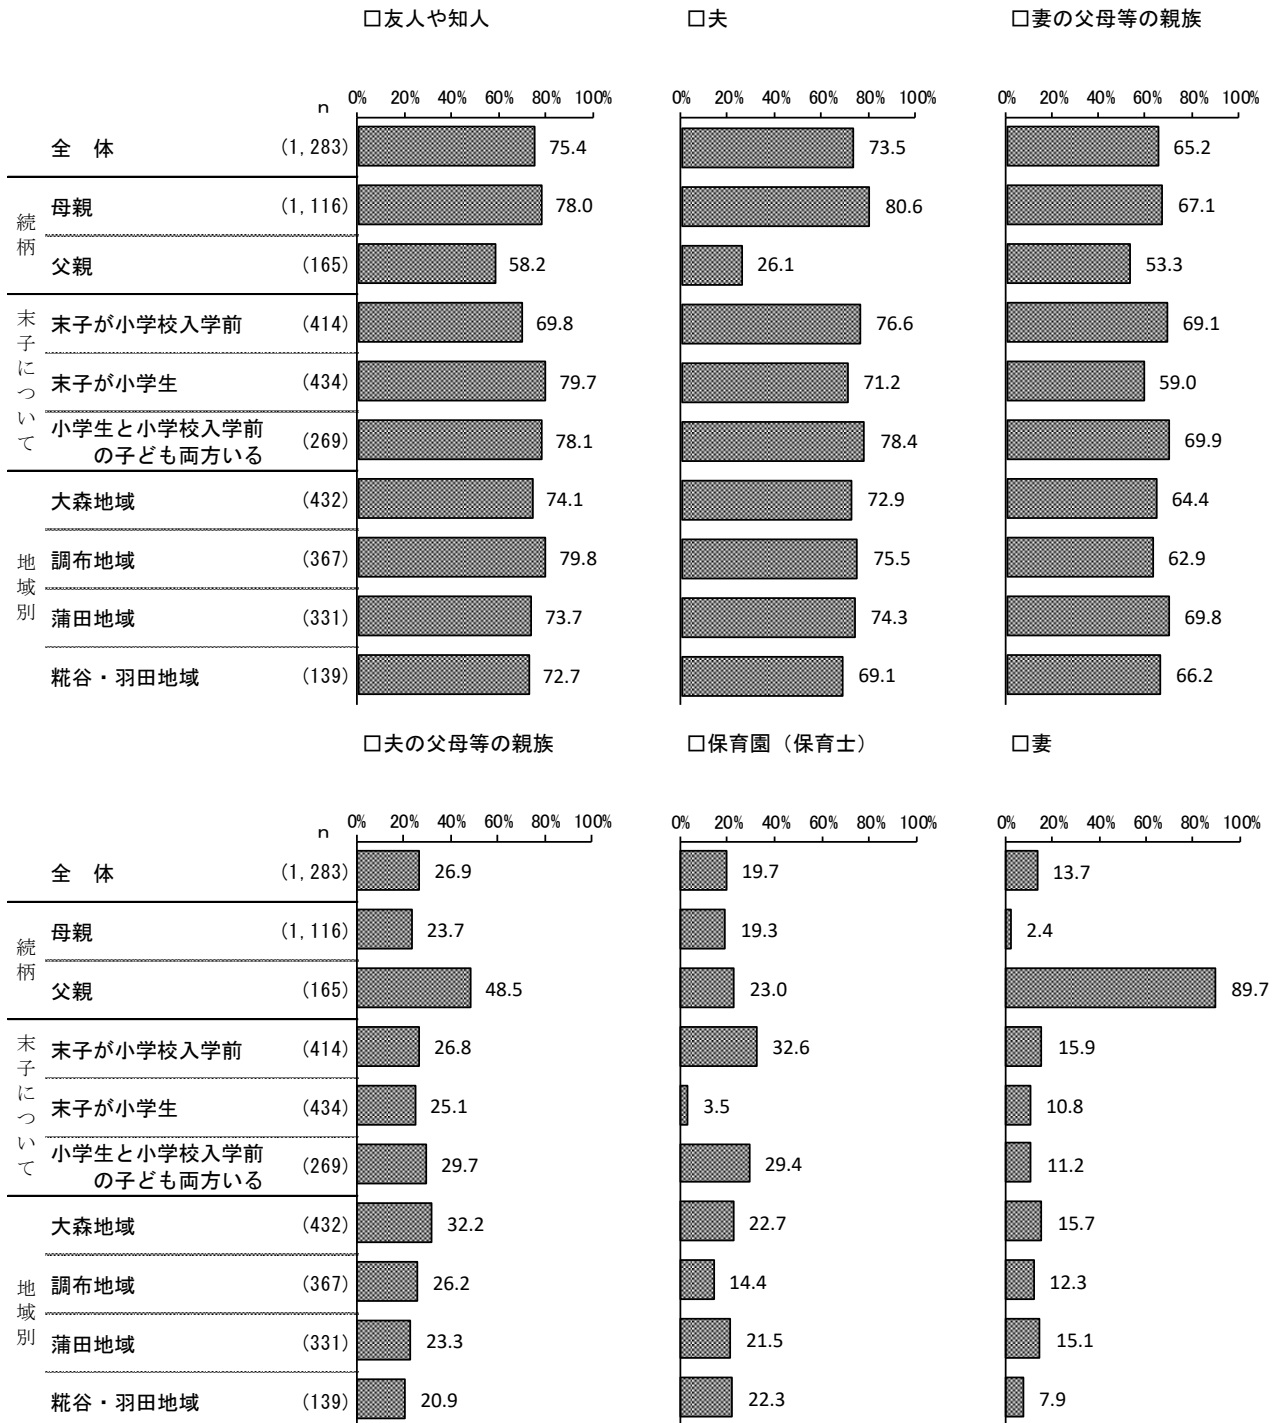 □友人や知人 □夫 □妻の父母等の親族
n 0% 20% 40% 60% 80% 100% 0% 20% 40% 60% 80% 100% 0% 20% 40% 60% 80% 100%
全 体 (1,283) 75.4 73.5 65.2
続柄
母親 (1,116) 78.0 80.6 67.1
父親 (165) 58.2 26.1 53.3
末子について
末子が小学校入学前 (414) 69.8 76.6 69.1
末子が小学生 (434) 79.7 71.2 59.0
小学生と小学校入学前
の子ども両方いる (269) 78.1 78.4 69.9
地域別
大森地域 (432) 74.1 72.9 64.4
調布地域 (367) 79.8 75.5 62.9
蒲田地域 (331) 73.7 74.3 69.8
糀谷・羽田地域 (139) 72.7 69.1 66.2
□夫の父母等の親族 □保育園（保育士） □妻
n 0% 20% 40% 60% 80% 100% 0% 20% 40% 60% 80% 100% 0% 20% 40% 60% 80% 100%
全 体 (1,283) 26.9 19.7 13.7
続柄
母親 (1,116) 23.7 19.3 2.4
父親 (165) 48.5 23.0 89.7
末子について
末子が小学校入学前 (414) 26.8 32.6 15.9
末子が小学生 (434) 25.1 3.5 10.8
小学生と小学校入学前
の子ども両方いる (269) 29.7 29.4 11.2
地域別
大森地域 (432) 32.2 22.7 15.7
調布地域 (367) 26.2 14.4 12.3
蒲田地域 (331) 23.3 21.5 15.1
糀谷・羽田地域 (139) 20.9 22.3 7.9